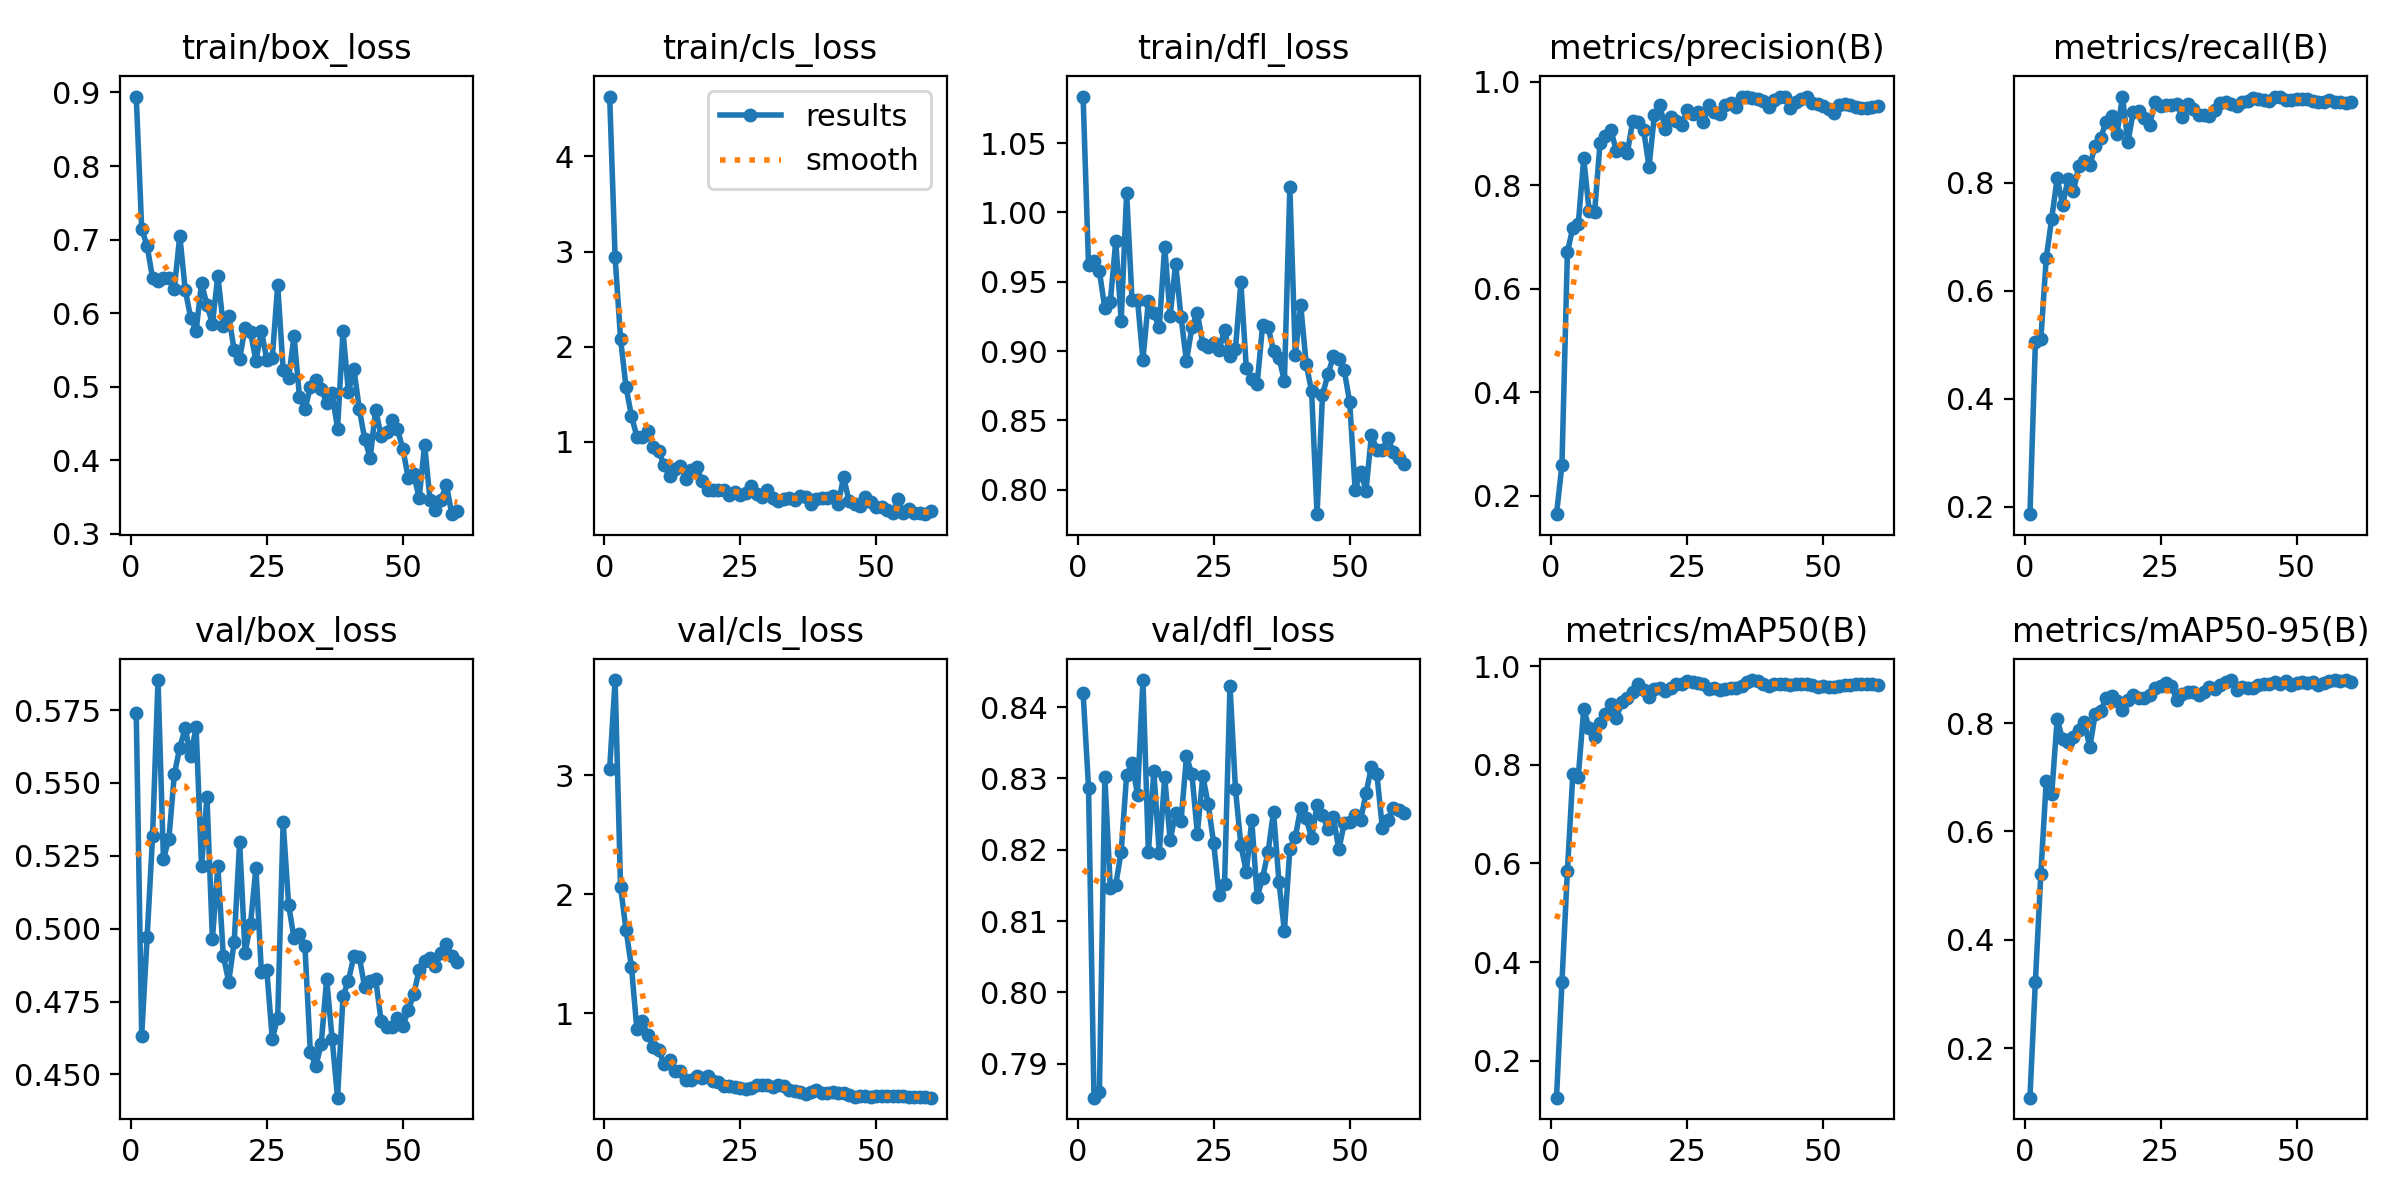 train/box_loss
0.9
0.8
0.7
0.6
0.5
0.4
0.3
0 25 50
train/cls_loss
results
smooth
4
3
2
1
0 25 50
train/dfl_loss
1.05
1.00
0.95
0.90
0.85
0.80
0 25 50
metrics/precision(B)
1.0
0.8
0.6
0.4
0.2
0 25 50
metrics/recall(B)
0.8
0.6
0.4
0.2
0 25 50
val/box_loss
0.575
0.550
0.525
0.500
0.475
0.450
0 25 50
val/cls_loss
3
2
1
0 25 50
val/dfl_loss
0.84
0.83
0.82
0.81
0.80
0.79
0 25 50
metrics/mAP50(B)
1.0
0.8
0.6
0.4
0.2
0 25 50
metrics/mAP50-95(B)
0.8
0.6
0.4
0.2
0 25 50